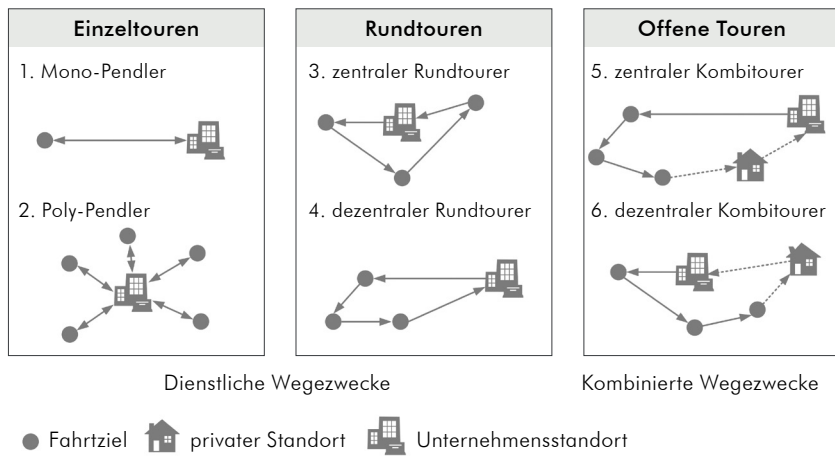 Einzeltouren
1. Mono-Pendler
2. Poly-Pendler
Rundtouren
3. zentraler Rundtourer
4. dezentraler Rundtourer
Offene Touren
5. zentraler Kombitourer
6. dezentraler Kombitourer
Dienstliche Wegezwecke
Kombinierte Wegezwecke
Fahrtziel privater Standort Unternehmensstandort